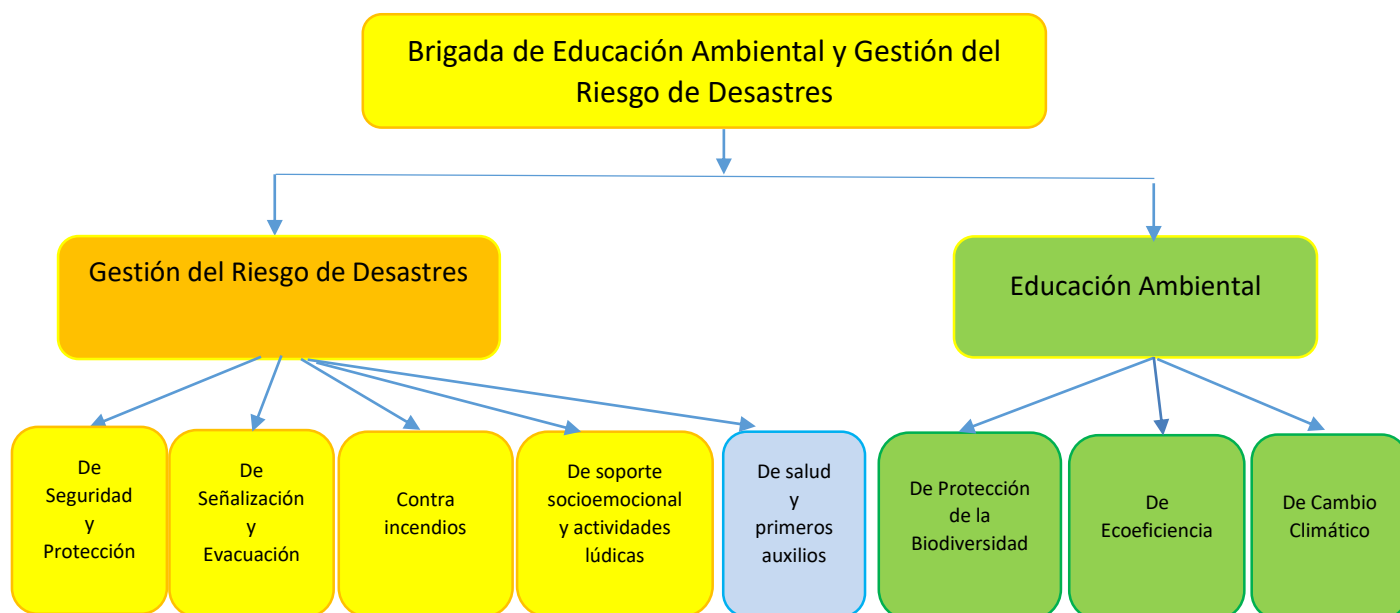 Brigada de Educación Ambiental y Gestión del
Riesgo de Desastres
Gestión del Riesgo de Desastres
Educación Ambiental
De
Seguridad
y
Protección
De
Señalización
y
Evacuación
Contra
incendios
De soporte
socioemocional
y actividades
lúdicas
De salud
y
primeros
auxilios
De Protección
de la
Biodiversidad
De
Ecoeficiencia
De Cambio
Climático